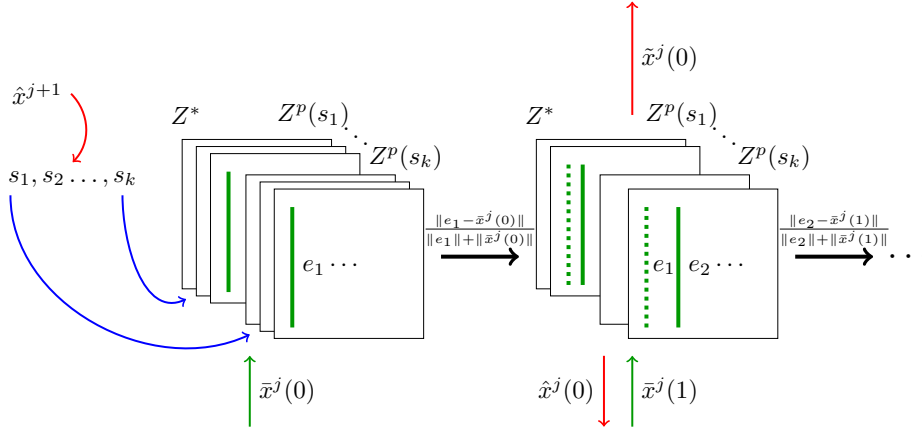 x̃^j(0)
x̂^{j+1}
Z^* Z^p(s_1) Z^* Z^p(s_1)
⋱ ⋱
Z^p(s_k) Z^p(s_k)
s_1, s_2 …, s_k
‖e_1−x̄^j(0)‖ / ‖e_1‖+‖x̄^j(0)‖ ‖e_2−x̄^j(1)‖ / ‖e_2‖+‖x̄^j(1)‖
e_1 ⋯ e_1 e_2 ⋯ ··
x̄^j(0) x̂^j(0) x̄^j(1)